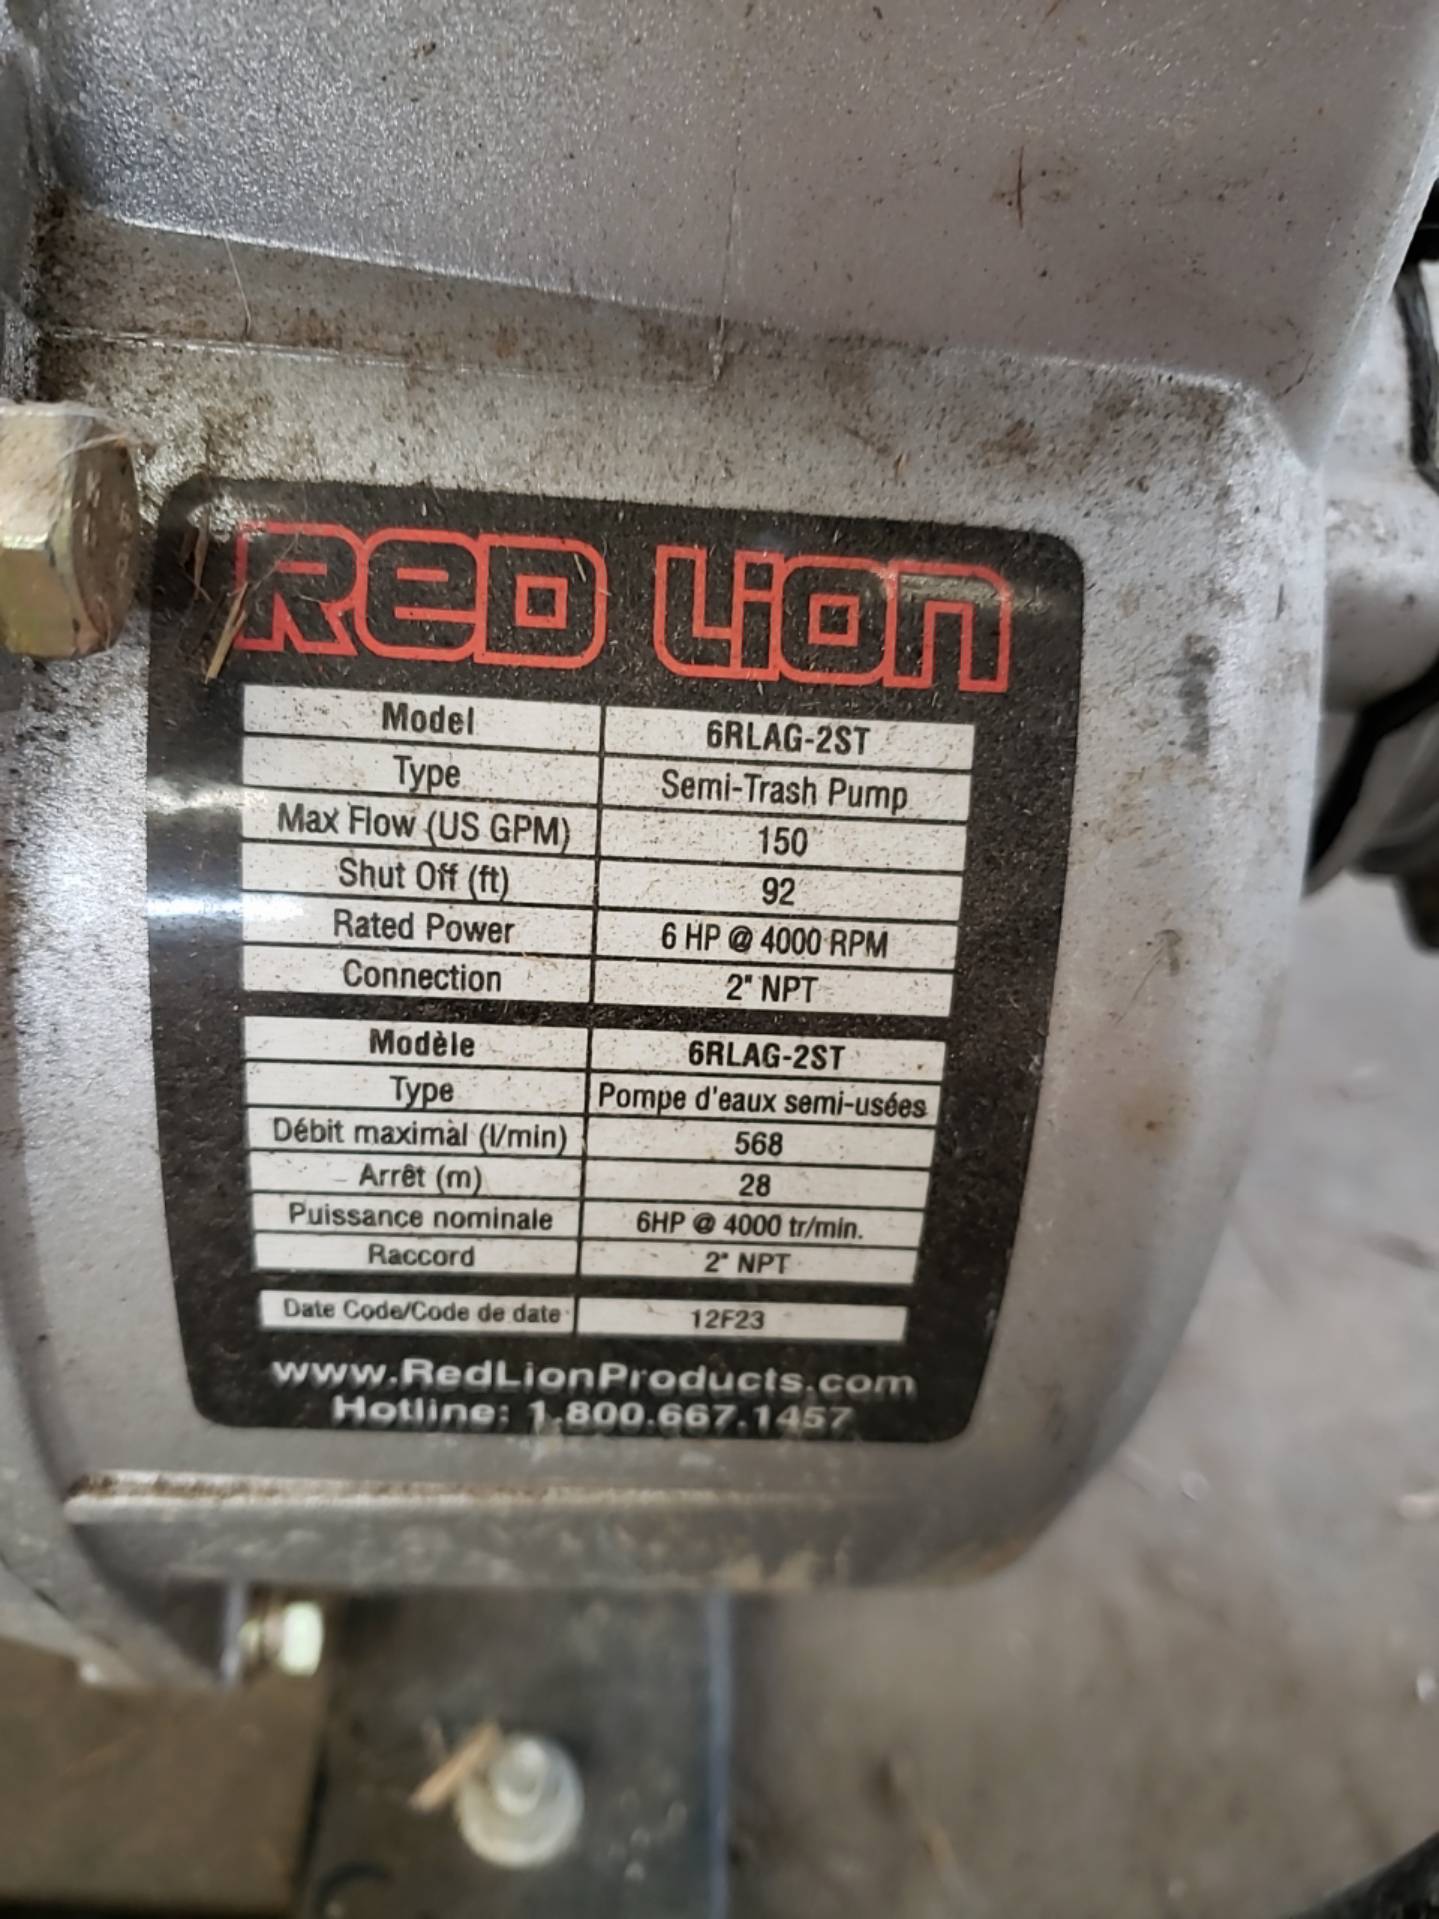 RED LION
Model 6RLAG-2ST
Type Semi-Trash Pump
Max Flow (US GPM) 150
Shut Off (ft) 92
Rated Power 6 HP @ 4000 RPM
Connection 2" NPT
Modèle 6RLAG-2ST
Type Pompe d'eaux semi-usées
Débit maximal (l/min) 568
Arrêt (m) 28
Puissance nominale 6HP @ 4000 tr/min.
Raccord 2" NPT
Date Code/Code de date 12F23
www.RedLionProducts.com
Hotline: 1.800.667.1457